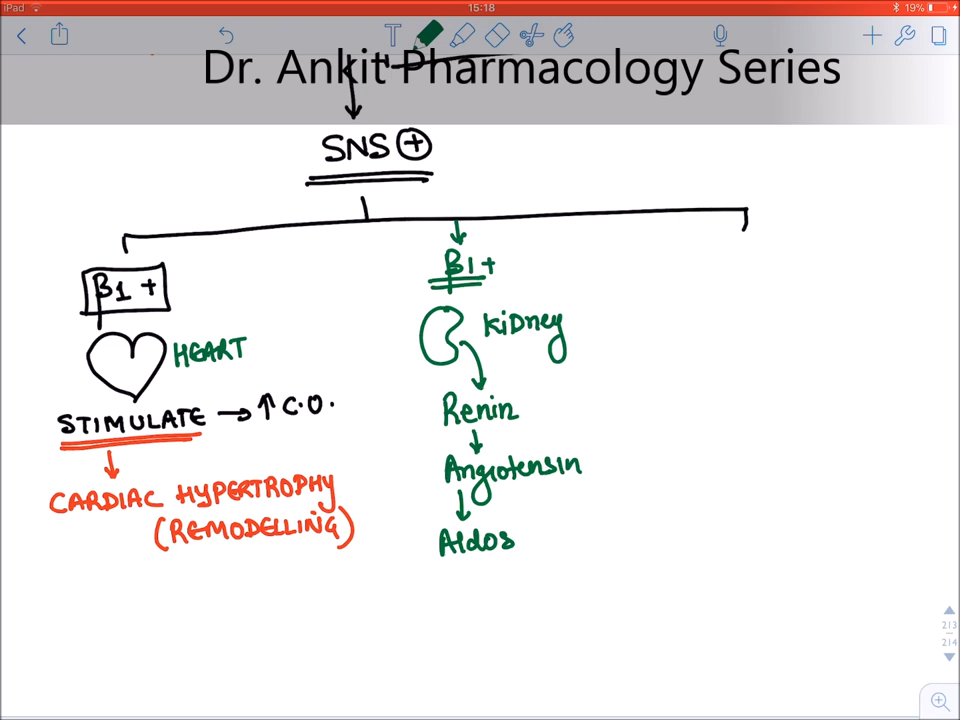 iPad 15:18 19%
T
Dr. Ankit Pharmacology Series
SNS +
β1 +
HEART
STIMULATE → ↑ C.O.
CARDIAC HYPERTROPHY
(REMODELLING)
β1 +
KiDney
Renin
Angiotensin
Aldos
213
214